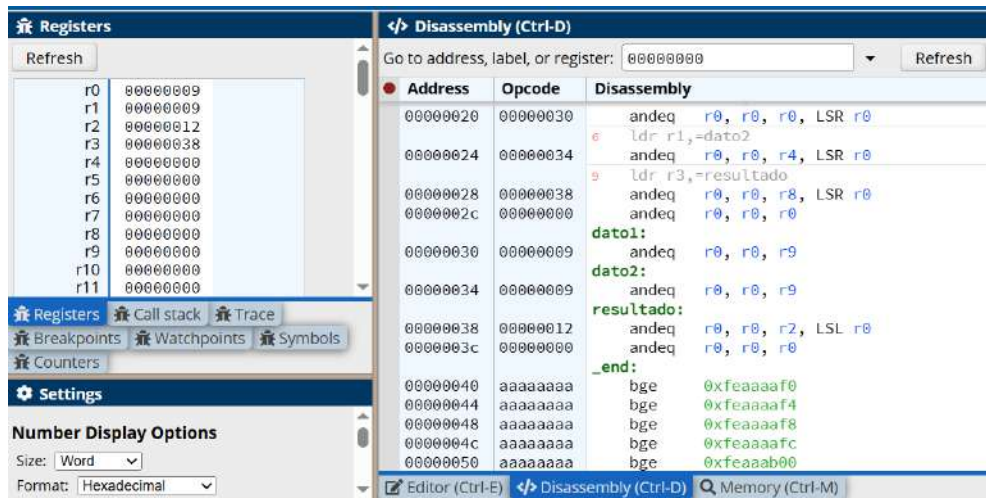 Registers
Refresh
r0 00000009
r1 00000009
r2 00000012
r3 00000038
r4 00000000
r5 00000000
r6 00000000
r7 00000000
r8 00000000
r9 00000000
r10 00000000
r11 00000000
Registers Call stack Trace
Breakpoints Watchpoints Symbols
Counters
Settings
Number Display Options
Size: Word
Format: Hexadecimal
</> Disassembly (Ctrl-D)
Go to address, label, or register: 00000000 Refresh
Address Opcode Disassembly
00000020 00000030 andeq r0, r0, r0, LSR r0
6 ldr r1,=dato2
00000024 00000034 andeq r0, r0, r4, LSR r0
9 ldr r3,=resultado
00000028 00000038 andeq r0, r0, r8, LSR r0
0000002c 00000000 andeq r0, r0, r0
dato1:
00000030 00000009 andeq r0, r0, r9
dato2:
00000034 00000009 andeq r0, r0, r9
resultado:
00000038 00000012 andeq r0, r0, r2, LSL r0
0000003c 00000000 andeq r0, r0, r0
_end:
00000040 aaaaaaaa bge 0xfeaaaaf0
00000044 aaaaaaaa bge 0xfeaaaaf4
00000048 aaaaaaaa bge 0xfeaaaaf8
0000004c aaaaaaaa bge 0xfeaaaafc
00000050 aaaaaaaa bge 0xfeaaab00
Editor (Ctrl-E) </> Disassembly (Ctrl-D) Memory (Ctrl-M)